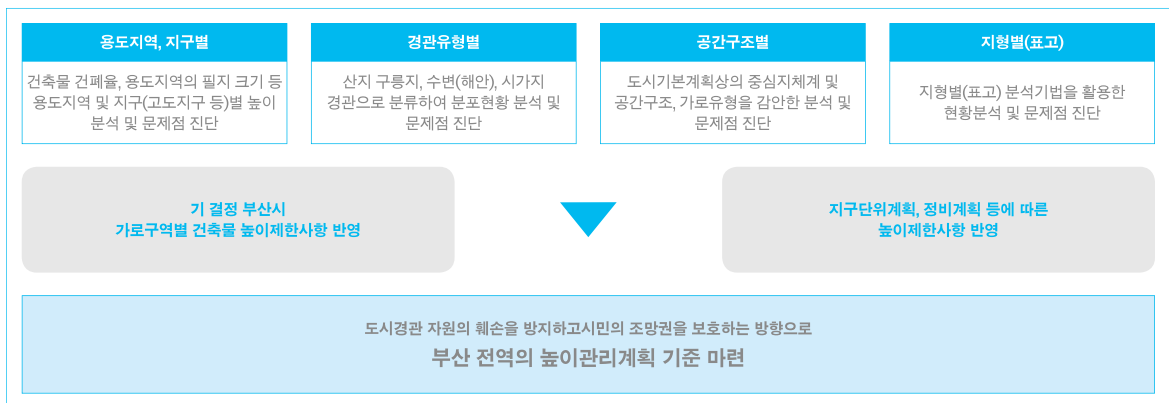 용도지역, 지구별
건축물 건폐율, 용도지역의 필지 크기 등
용도지역 및 지구(고도지구 등)별 높이
분석 및 문제점 진단
경관유형별
산지 구릉지, 수변(해안), 시가지
경관으로 분류하여 분포현황 분석 및
문제점 진단
공간구조별
도시기본계획상의 중심지체계 및
공간구조, 가로유형을 감안한 분석 및
문제점 진단
지형별(표고)
지형별(표고) 분석기법을 활용한
현황분석 및 문제점 진단
기 결정 부산시
가로구역별 건축물 높이제한사항 반영
지구단위계획, 정비계획 등에 따른
높이제한사항 반영
도시경관 자원의 훼손을 방지하고시민의 조망권을 보호하는 방향으로
부산 전역의 높이관리계획 기준 마련